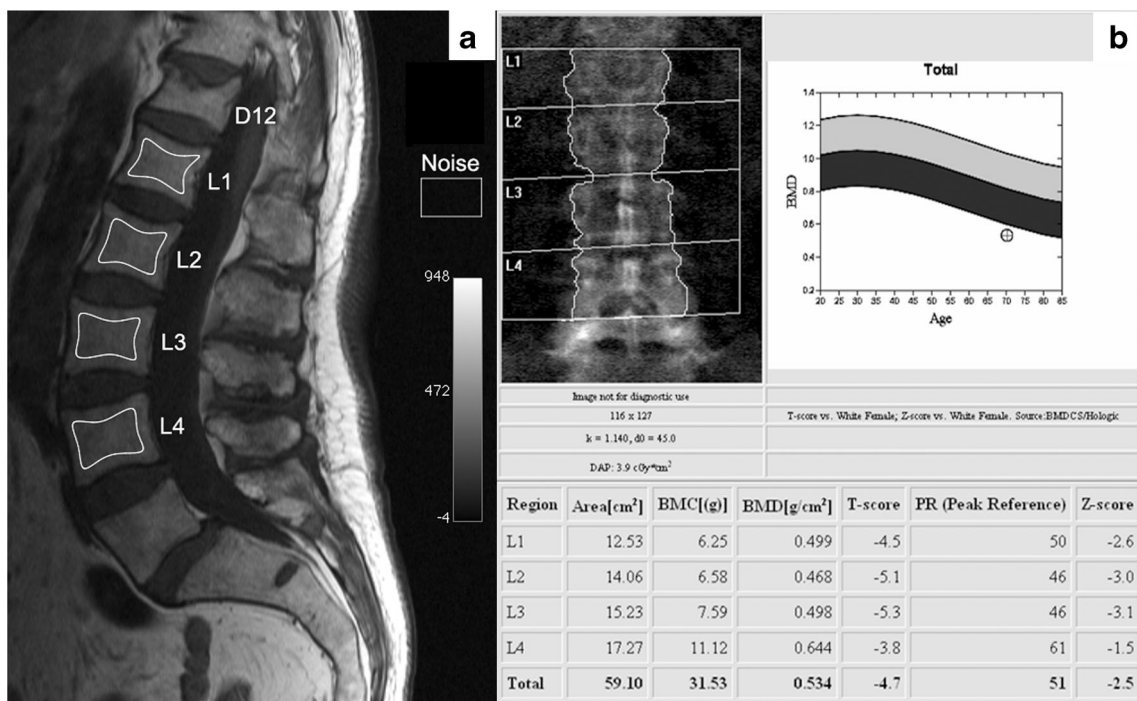 a
D12
Noise
L1
L2
L3
L4
948
472
-4
b
L1
L2
L3
L4
Total
1.4
1.2
1.0
0.8
0.6
0.4
0.2
BMD
20 25 30 35 40 45 50 55 60 65 70 75 80 85
Age
Image not for diagnostic use
116 x 127
T-score vs. White Female; Z-score vs. White Female. Source:BMDCS/Hologic
k = 1.140, d0 = 45.0
DAP: 3.9 cGy*cm²
Region Area[cm²] BMC[(g)] BMD[g/cm²] T-score PR (Peak Reference) Z-score
L1 12.53 6.25 0.499 -4.5 50 -2.6
L2 14.06 6.58 0.468 -5.1 46 -3.0
L3 15.23 7.59 0.498 -5.3 46 -3.1
L4 17.27 11.12 0.644 -3.8 61 -1.5
Total 59.10 31.53 0.534 -4.7 51 -2.5